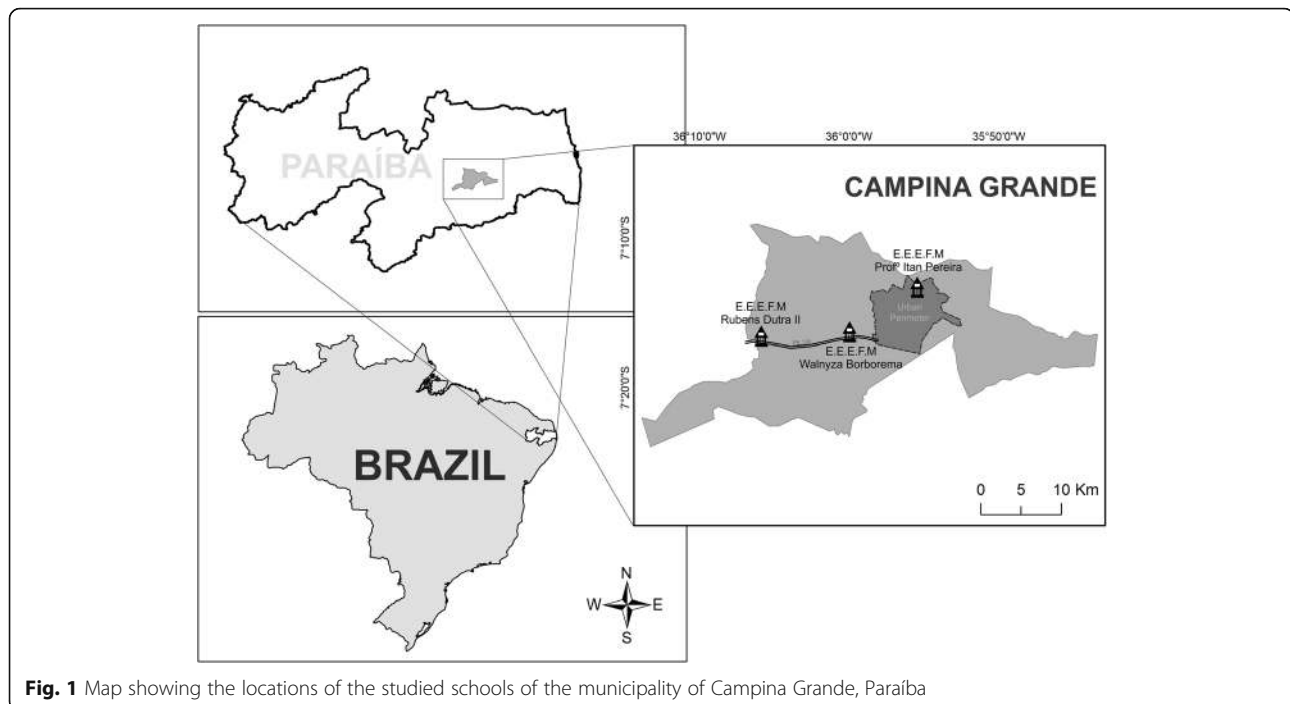 PARAÍBA
36°10'0"W
36°0'0"W
35°50'0"W
7°10'0"S
7°20'0"S
CAMPINA GRANDE
E.E.E.F.M
Profº Itan Pereira
Urban
Perimeter
E.E.E.F.M
Rubens Dutra II
E.E.E.F.M
Walnyza Borborema
0 5 10 Km
BRAZIL
N
W E
S
Fig. 1 Map showing the locations of the studied schools of the municipality of Campina Grande, Paraíba